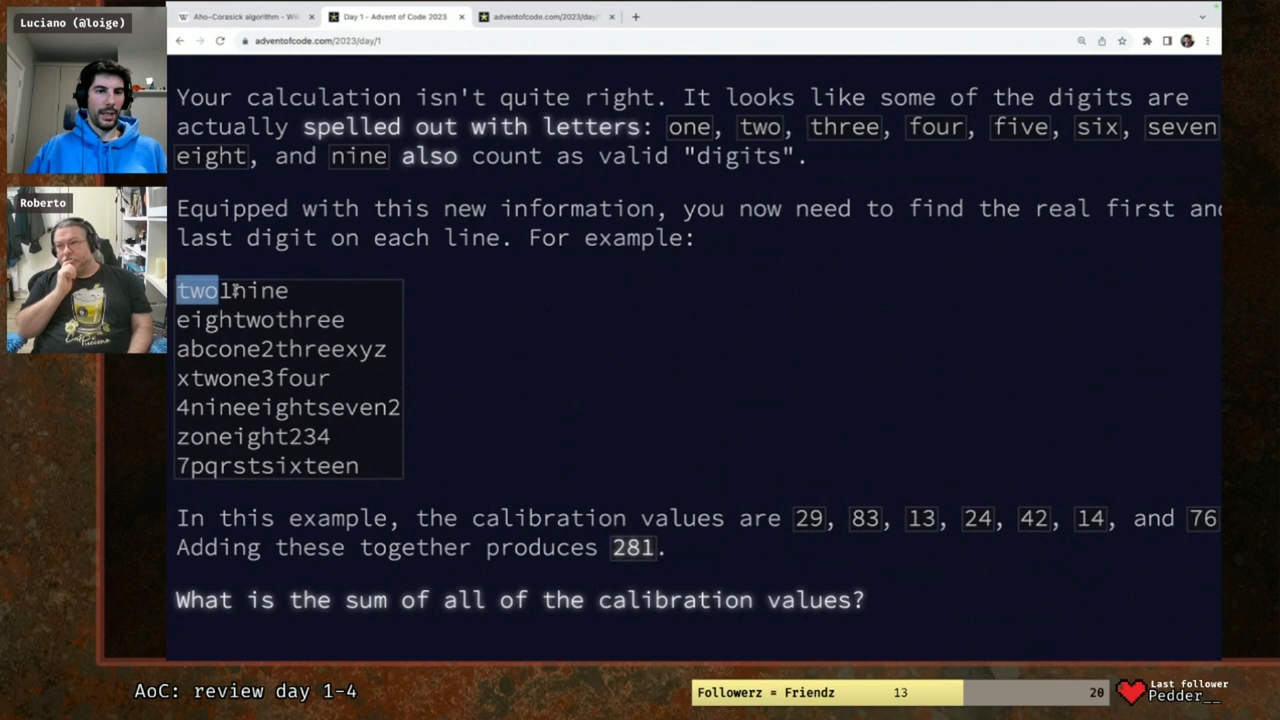 Luciano (@loige)
Roberto
Aho-Corasick algorithm - Wik
Day 1 - Advent of Code 2023
adventofcode.com/2023/day/
adventofcode.com/2023/day/1
Your calculation isn't quite right. It looks like some of the digits are
actually spelled out with letters: one, two, three, four, five, six, seven
eight, and nine also count as valid "digits".
Equipped with this new information, you now need to find the real first and
last digit on each line. For example:
two1nine
eightwothree
abcone2threexyz
xtwone3four
4nineeightseven2
zoneight234
7pqrstsixteen
In this example, the calibration values are 29, 83, 13, 24, 42, 14, and 76
Adding these together produces 281.
What is the sum of all of the calibration values?
AoC: review day 1-4
Followerz = Friendz 13 20
Last follower
Pedder__